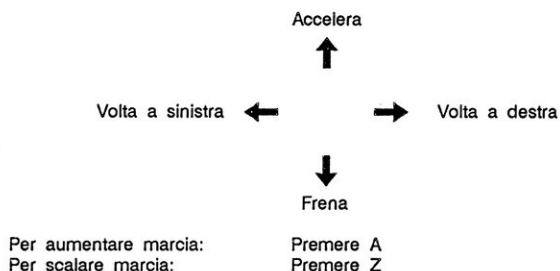 Accelera
Volta a sinistra Volta a destra
Frena
Per aumentare marcia: Premere A
Per scalare marcia: Premere Z